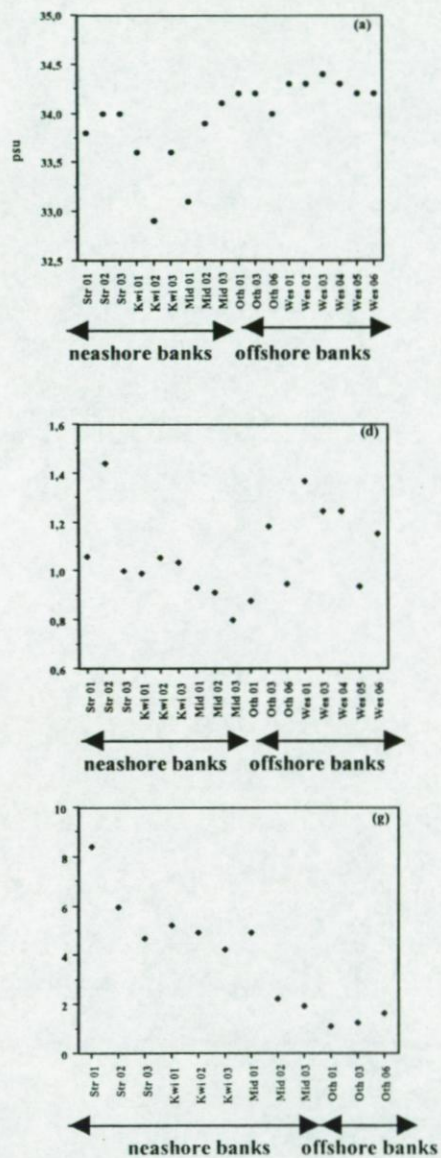 (a)
35,0
34,5
34,0
33,5
33,0
32,5
psu
Str 01 Str 02 Str 03 Kwi 01 Kwi 02 Kwi 03 Mid 01 Mid 02 Mid 03 Oth 01 Oth 03 Oth 06 Wes 01 Wes 02 Wes 03 Wes 04 Wes 05 Wes 06
neashore banks offshore banks
(d)
1,6
1,4
1,2
1,0
0,8
0,6
Str 01 Str 02 Str 03 Kwi 01 Kwi 02 Kwi 03 Mid 01 Mid 02 Mid 03 Oth 01 Oth 03 Oth 06 Wes 01 Wes 03 Wes 04 Wes 05 Wes 06
neashore banks offshore banks
(g)
10
8
6
4
2
0
Str 01 Str 02 Str 03 Kwi 01 Kwi 02 Kwi 03 Mid 01 Mid 02 Mid 03 Oth 01 Oth 03 Oth 06
neashore banks offshore banks